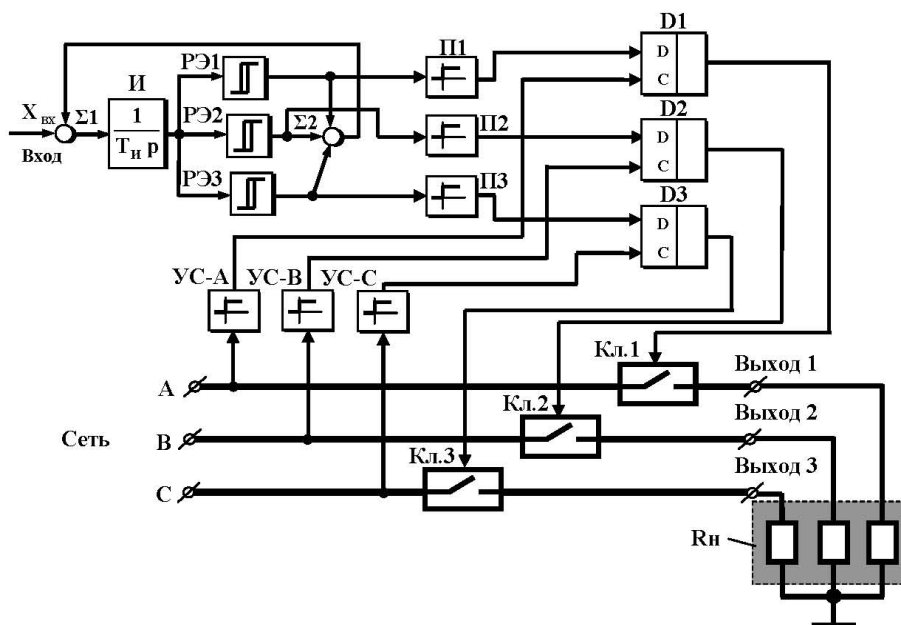 D1
П1
D
C
РЭ1
И
X вх
Σ1
1
Tи p
Вход
РЭ2
Σ2
П2
D2
D
C
РЭ3
П3
D3
D
C
УС-А
УС-В
УС-С
Кл.1
Выход 1
А
Кл.2
Выход 2
Сеть
В
Кл.3
Выход 3
С
Rн